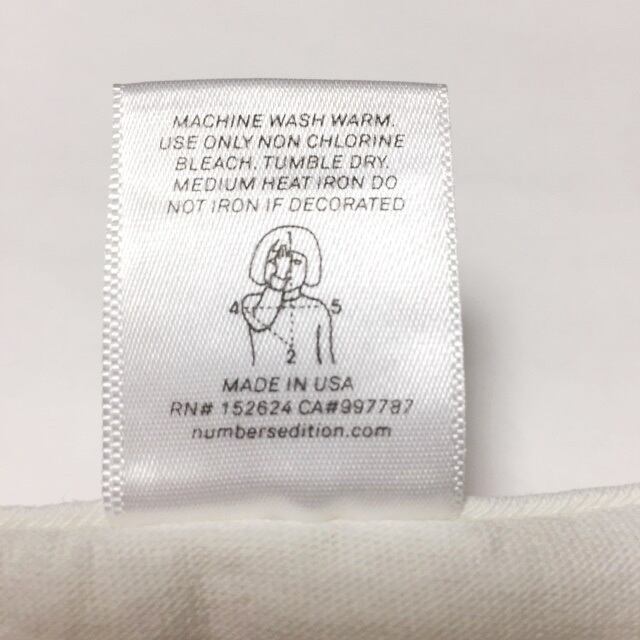 MACHINE WASH WARM.
USE ONLY NON CHLORINE
BLEACH. TUMBLE DRY.
MEDIUM HEAT IRON DO
NOT IRON IF DECORATED
4 5
2
MADE IN USA
RN# 152624 CA#997787
numbersedition.com